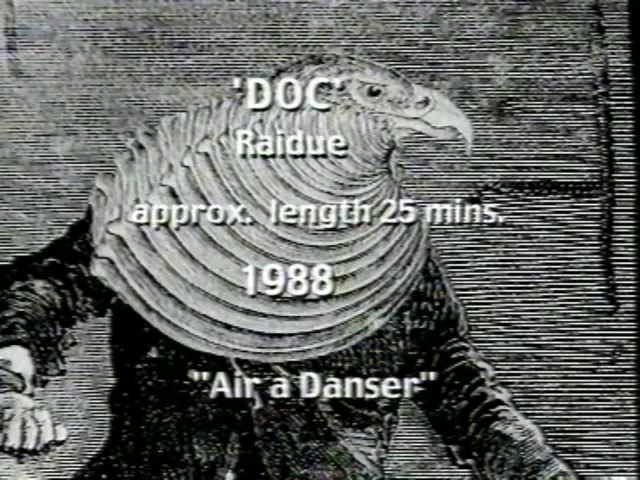 'DOC'
Raidue
approx. length 25 mins.
1988
"Air a Danser"